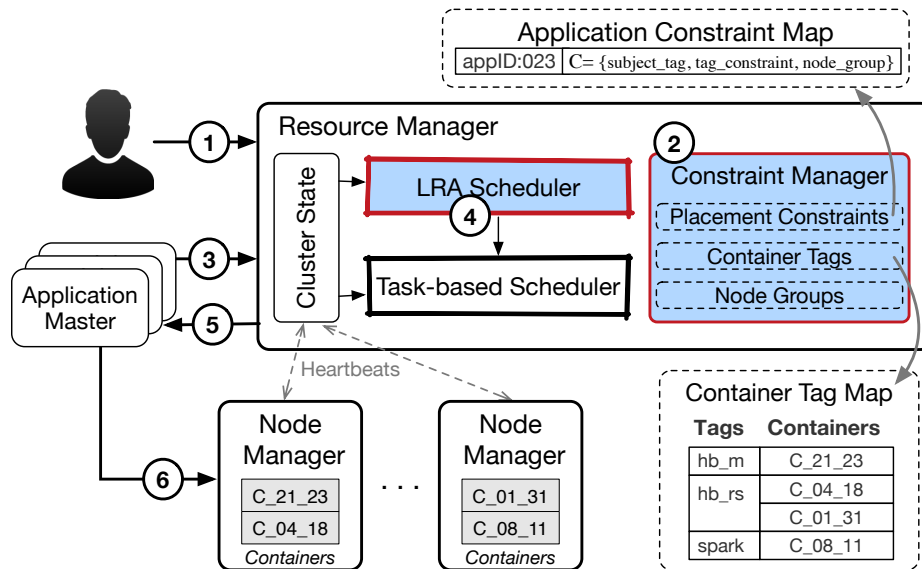 Application Constraint Map
appID:023 C= {subject_tag, tag_constraint, node_group}
1
Resource Manager
2
Cluster State
LRA Scheduler
4
Task-based Scheduler
Constraint Manager
Placement Constraints
Container Tags
Node Groups
3
Application
Master
5
Heartbeats
6
Node
Manager
C_21_23
C_04_18
Containers
. . .
Node
Manager
C_01_31
C_08_11
Containers
Container Tag Map
Tags Containers
hb_m C_21_23
hb_rs C_04_18
C_01_31
spark C_08_11